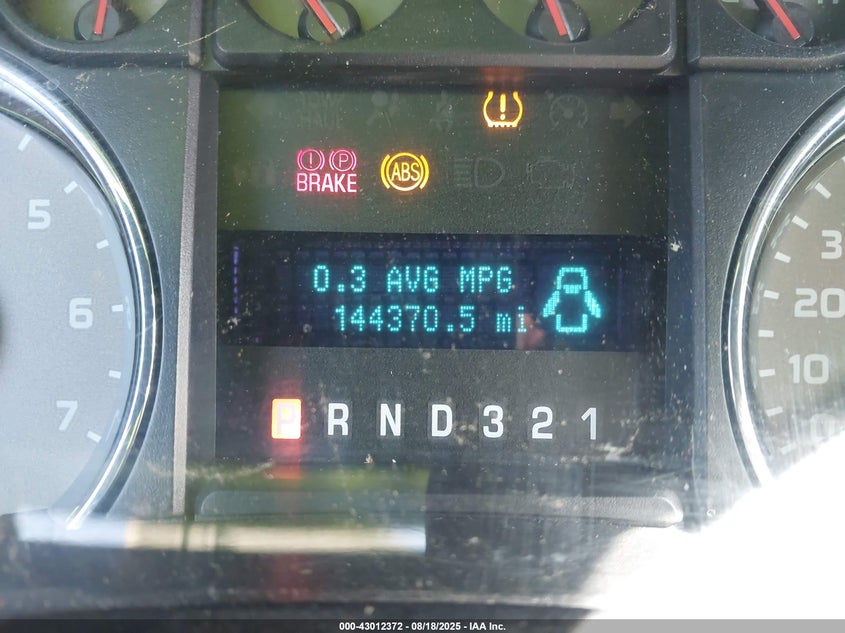 ! P
BRAKE
ABS
!
5
6
7
0.3 AVG MPG
144370.5 mi
P R N D 3 2 1
20
10
000-43012372 - 08/18/2025 - IAA Inc.